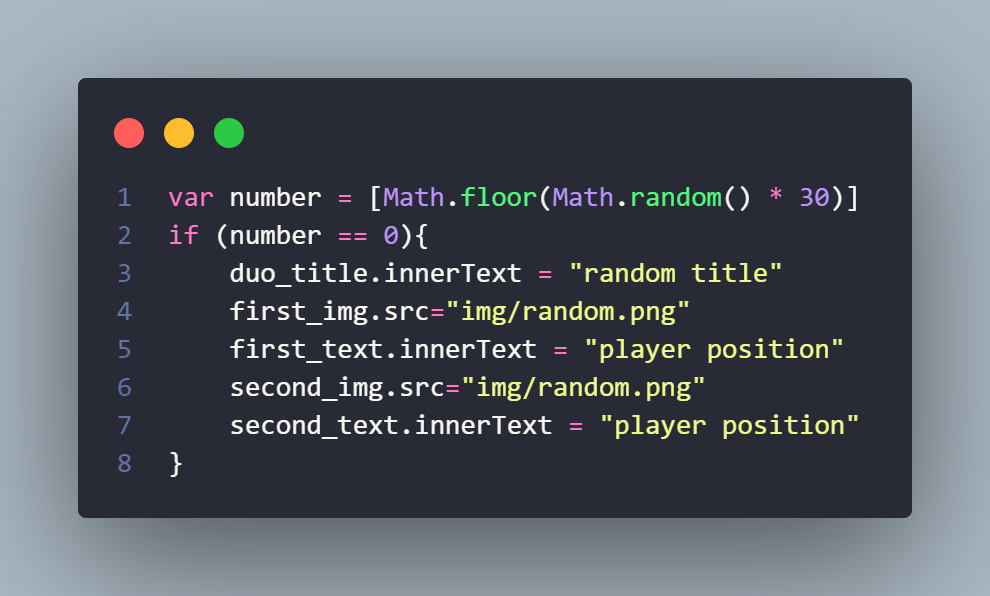 1 var number = [Math.floor(Math.random() * 30)]
2 if (number == 0){
3     duo_title.innerText = "random title"
4     first_img.src="img/random.png"
5     first_text.innerText = "player position"
6     second_img.src="img/random.png"
7     second_text.innerText = "player position"
8 }